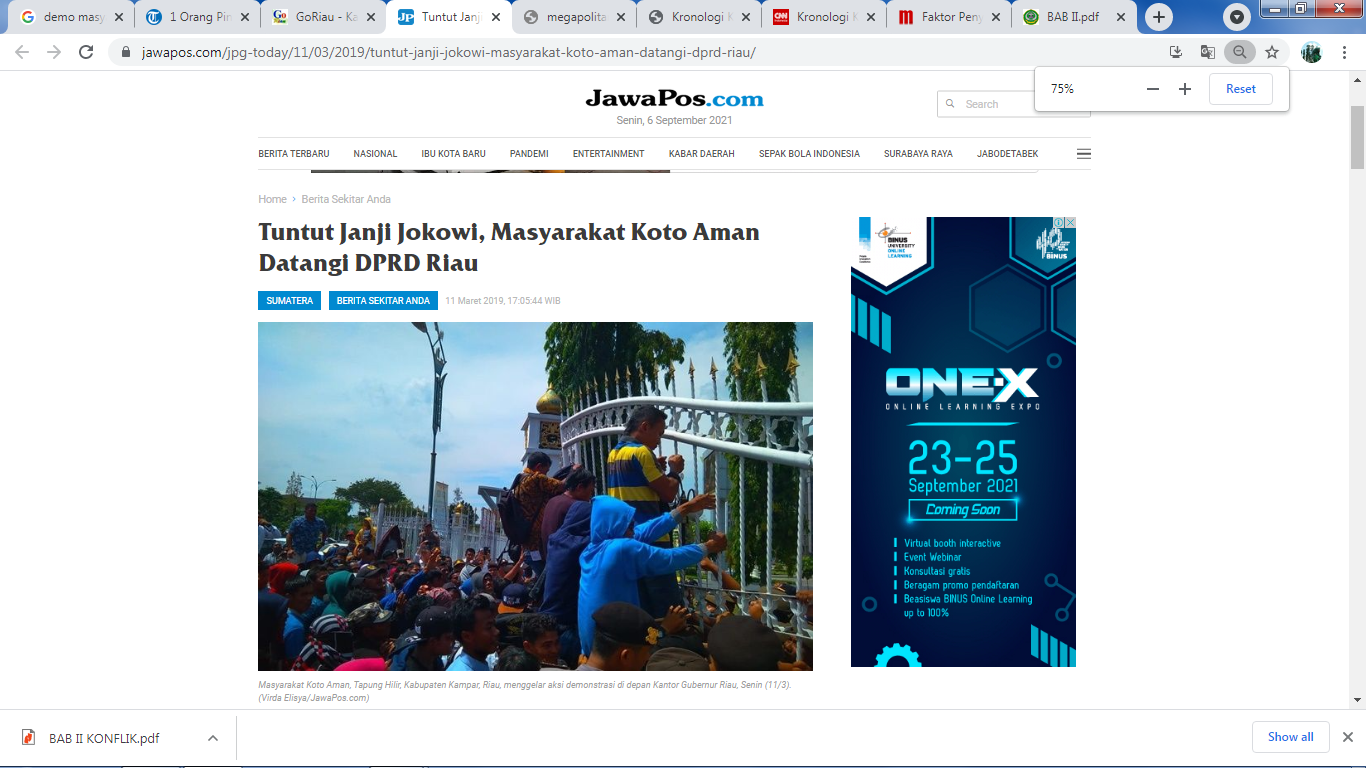 demo masy
1 Orang Pin
GoRiau - Ka
Tuntut Janji
megapolita
Kronologi K
Kronologi K
Faktor Peny
BAB II.pdf
jawapos.com/jpg-today/11/03/2019/tuntut-janji-jokowi-masyarakat-koto-aman-datangi-dprd-riau/
75%
Reset
JawaPos.com
Senin, 6 September 2021
Search
BERITA TERBARU NASIONAL IBU KOTA BARU PANDEMI ENTERTAINMENT KABAR DAERAH SEPAK BOLA INDONESIA SURABAYA RAYA JABODETABEK
Home › Berita Sekitar Anda
Tuntut Janji Jokowi, Masyarakat Koto Aman
Datangi DPRD Riau
SUMATERA BERITA SEKITAR ANDA 11 Maret 2019, 17:05:44 WIB
Masyarakat Koto Aman, Tapung Hilir, Kabupaten Kampar, Riau, menggelar aksi demonstrasi di depan Kantor Gubernur Riau, Senin (11/3).
(Virda Elisya/JawaPos.com)
BINUS
UNIVERSITY
ONLINE
LEARNING
BINUS
ONE-X
ONLINE LEARNING EXPO
23-25
September 2021
Coming Soon
Virtual booth interactive
Event Webinar
Konsultasi gratis
Beragam promo pendaftaran
Beasiswa BINUS Online Learning
up to 100%
BAB II KONFLIK.pdf
Show all